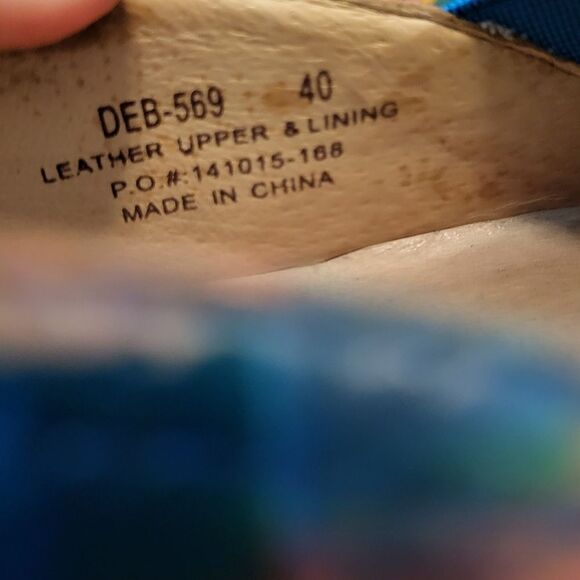 DEB-569 40
LEATHER UPPER & LINING
P.O.#:141015-168
MADE IN CHINA